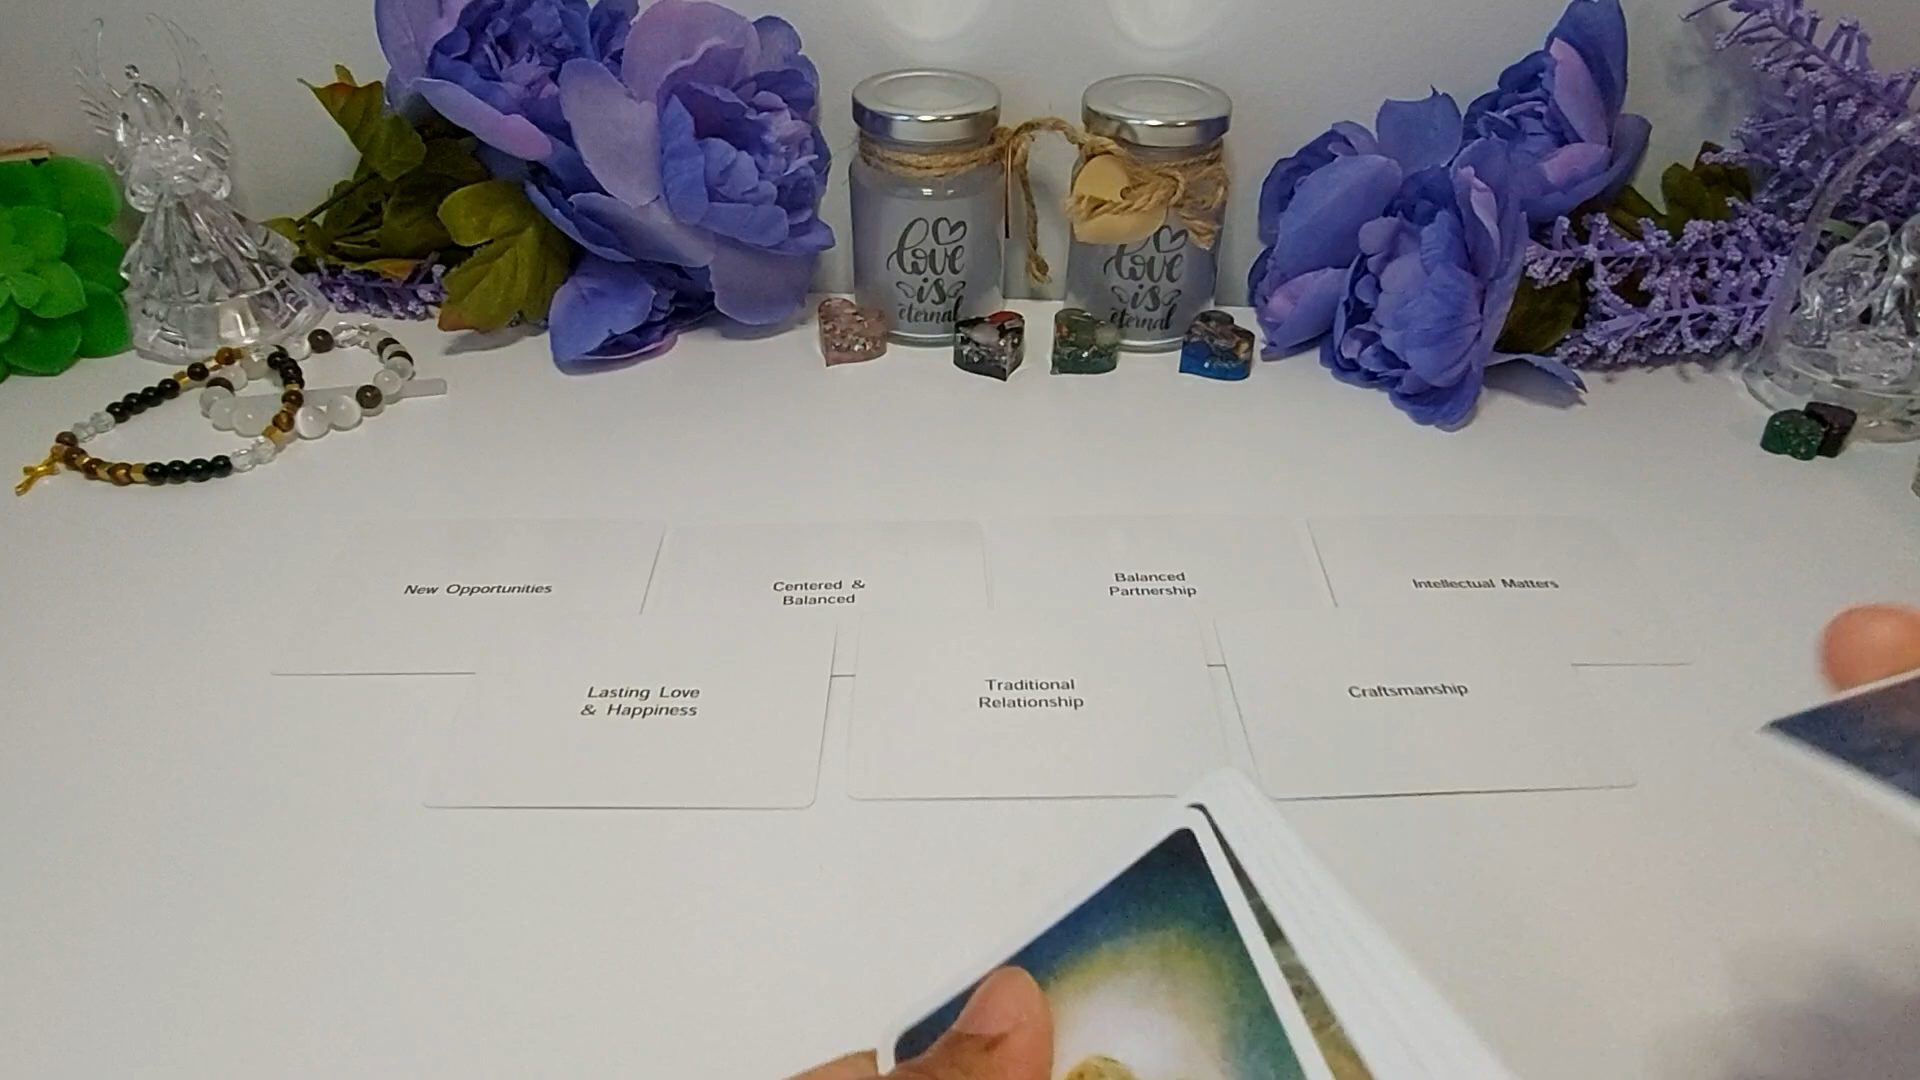 love
is
eternal
love
is
eternal
New Opportunities
Centered &
Balanced
Balanced
Partnership
Intellectual Matters
Lasting Love
& Happiness
Traditional
Relationship
Craftsmanship